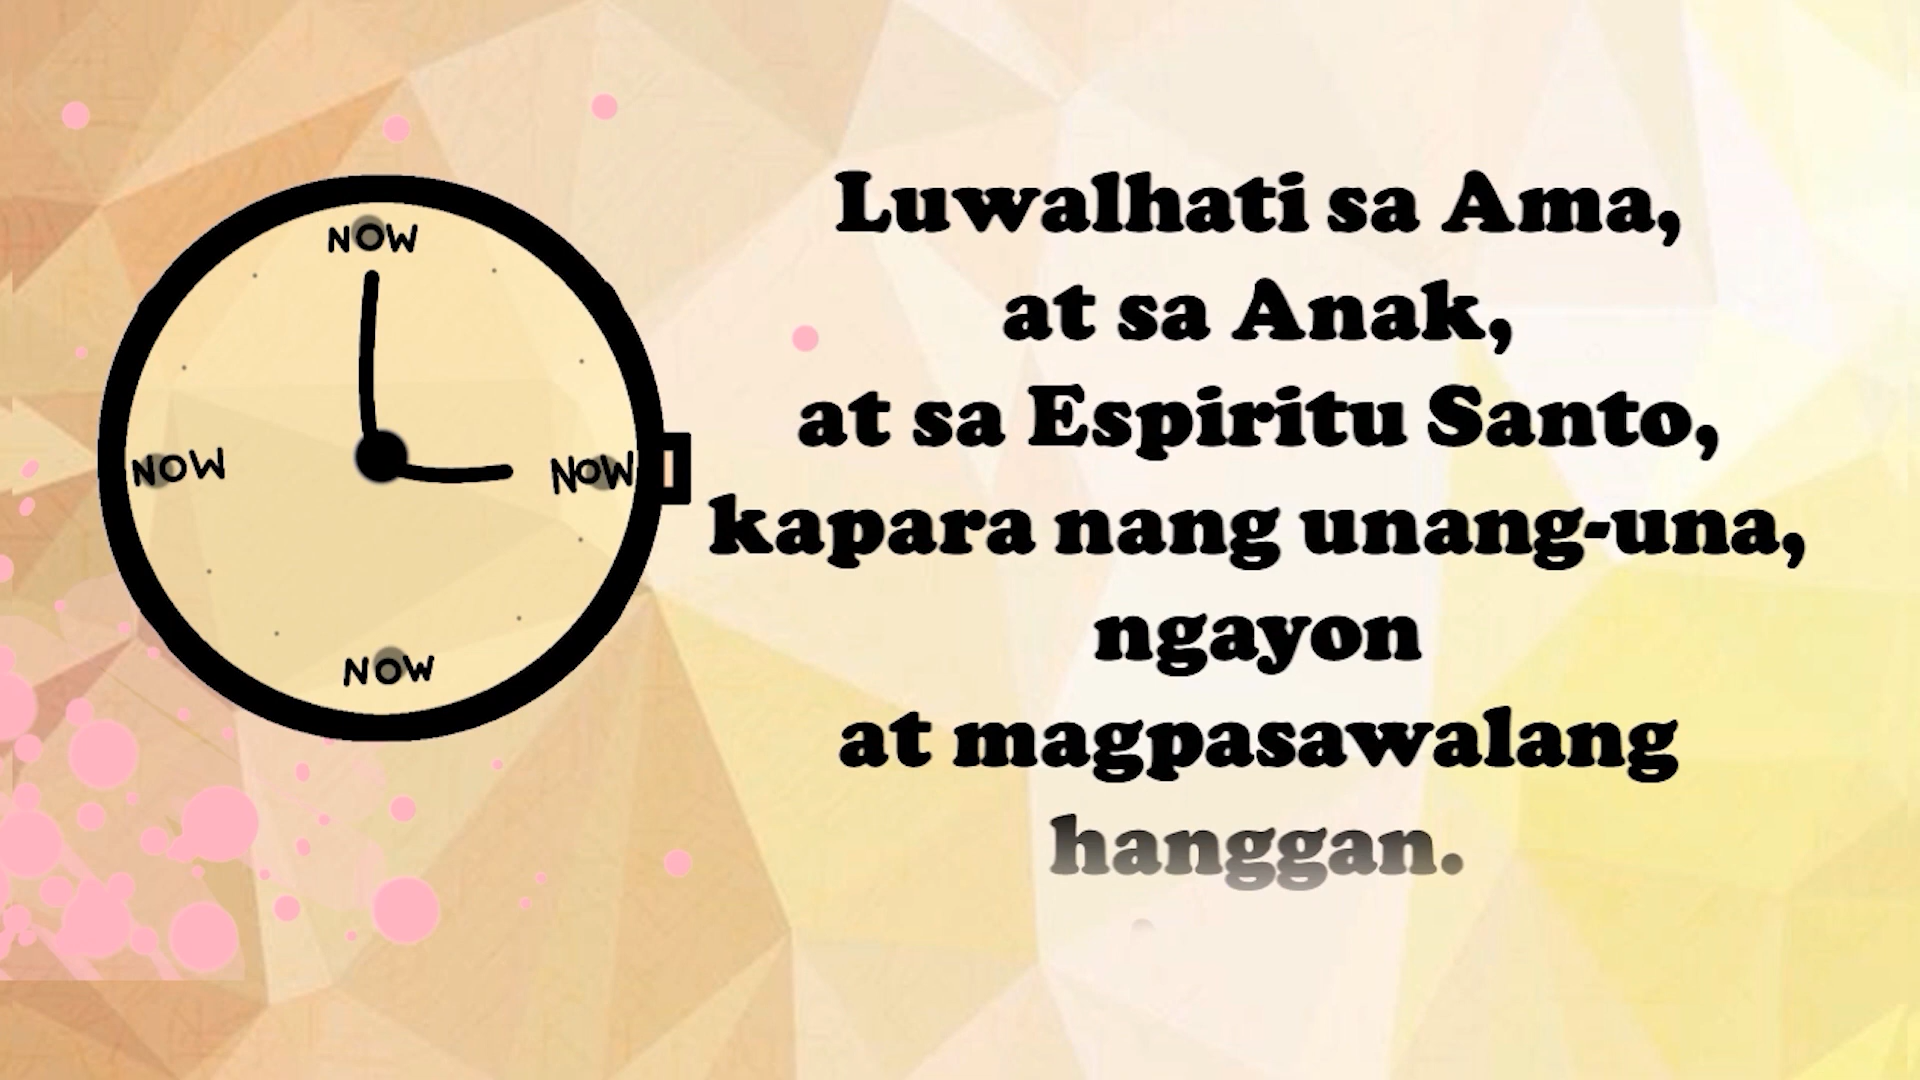 NOW
NOW
NOW
NOW
Luwalhati sa Ama,
at sa Anak,
at sa Espiritu Santo,
kapara nang unang-una,
ngayon
at magpasawalang
hanggan.